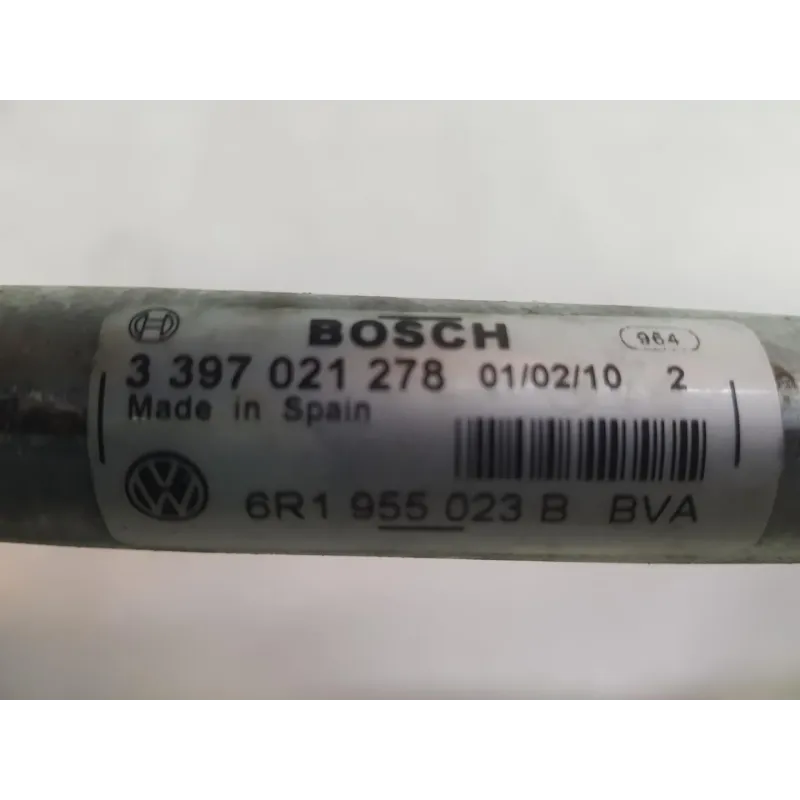 BOSCH 964
3 397 021 278 01/02/10 2
Made in Spain
6R1 955 023 B BVA